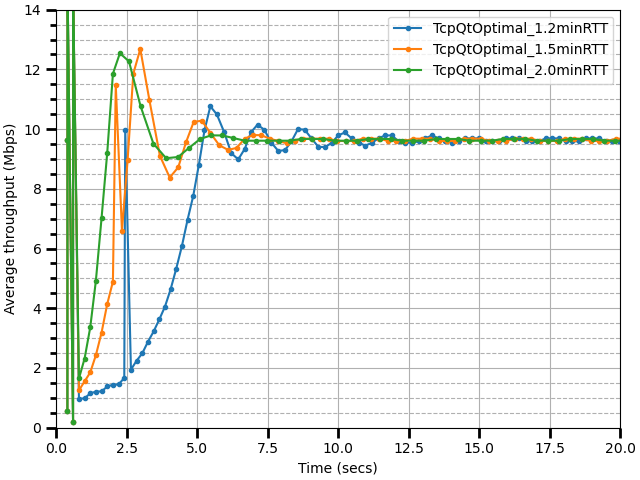 14
12
10
8
6
4
2
0
Average throughput (Mbps)
TcpQtOptimal_1.2minRTT
TcpQtOptimal_1.5minRTT
TcpQtOptimal_2.0minRTT
0.0 2.5 5.0 7.5 10.0 12.5 15.0 17.5 20.0
Time (secs)